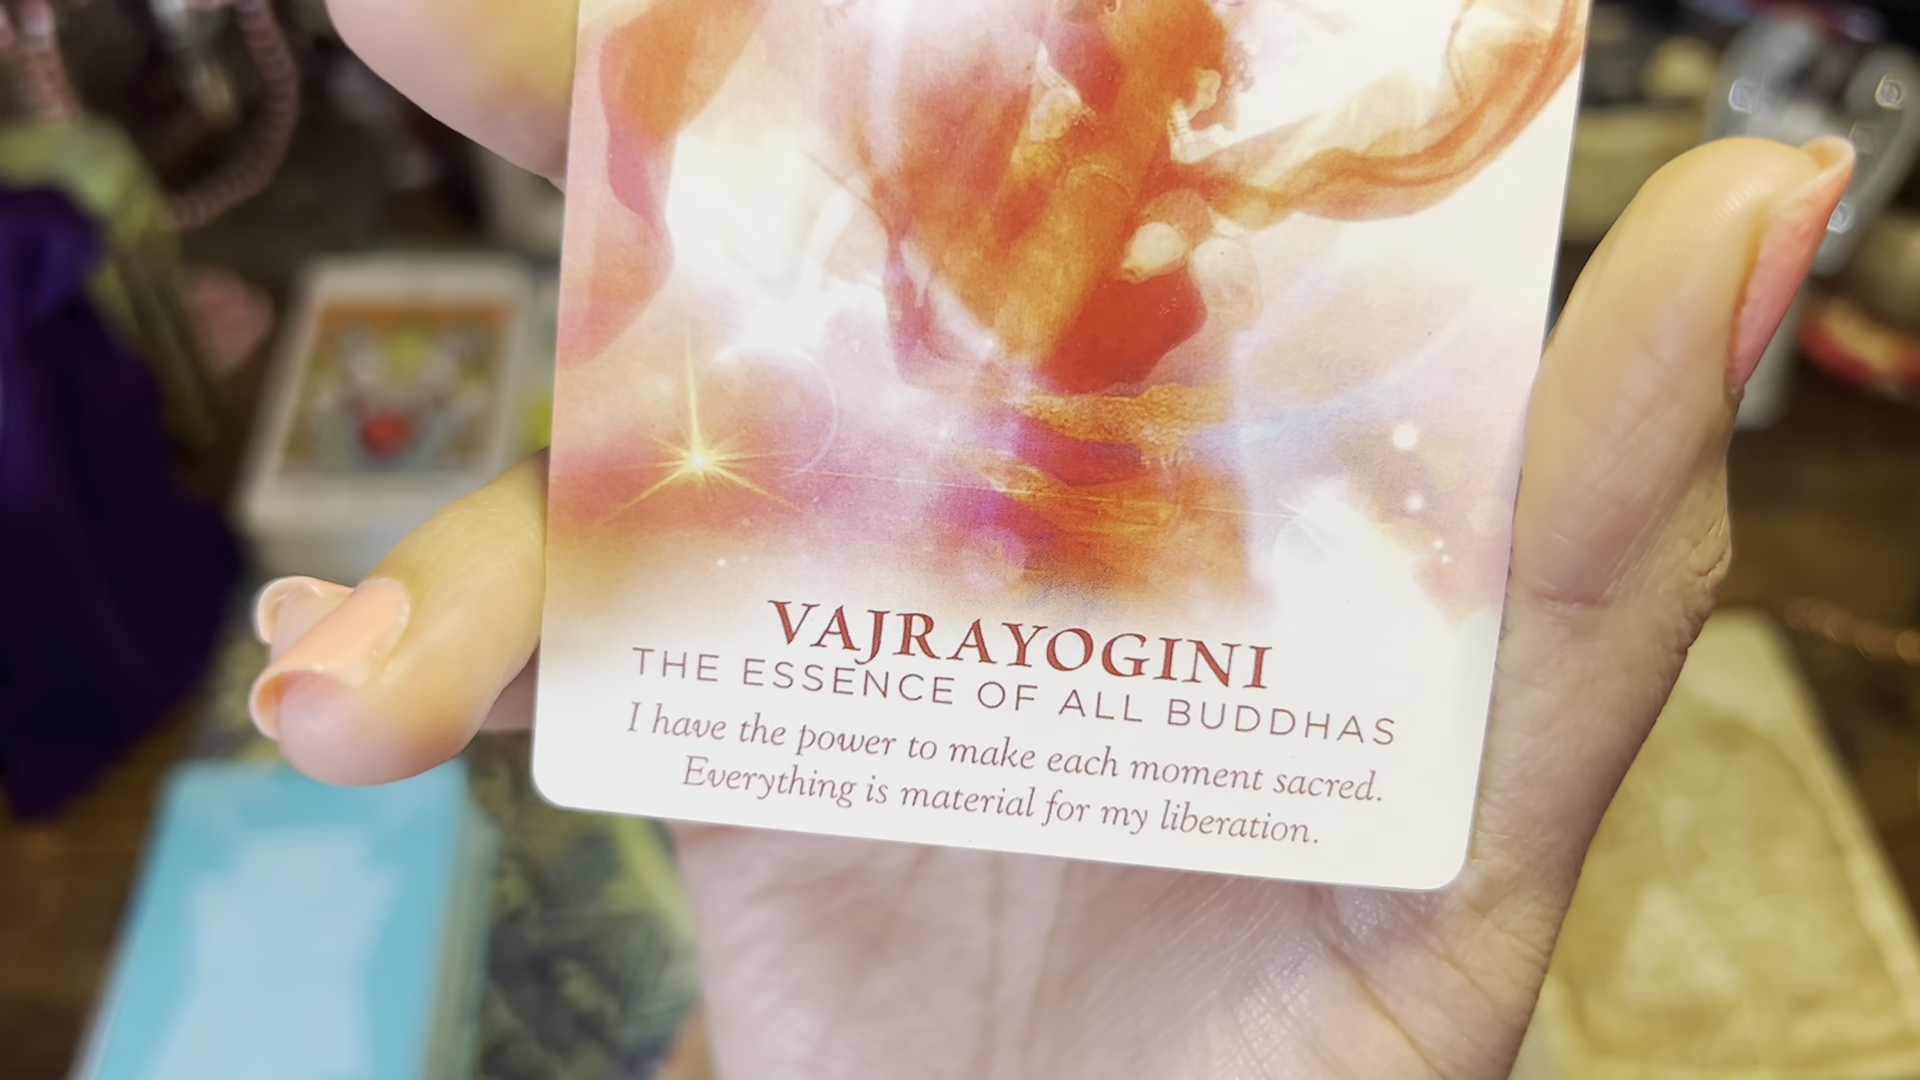 VAJRAYOGINI
THE ESSENCE OF ALL BUDDHAS
I have the power to make each moment sacred.
Everything is material for my liberation.